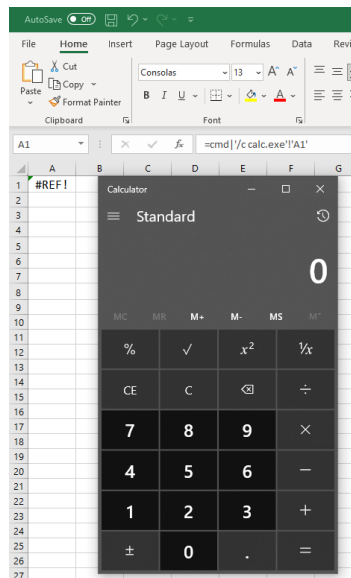 AutoSave Off
File Home Insert Page Layout Formulas Data Revi
Paste
Cut
Copy
Format Painter
Clipboard
Consolas 13 A^ A˅
B I U A
Font
A1 fx =cmd|'/c calc.exe'!'A1'
A B C D E F G
1 #REF!
2
3
4
5
6
7
8
9
10
11
12
13
14
15
16
17
18
19
20
21
22
23
24
25
26
27
Calculator
Standard
0
MC MR M+ M- MS M˅
% √ x² ⅟x
CE C ÷
7 8 9 ×
4 5 6 −
1 2 3 +
± 0 . =